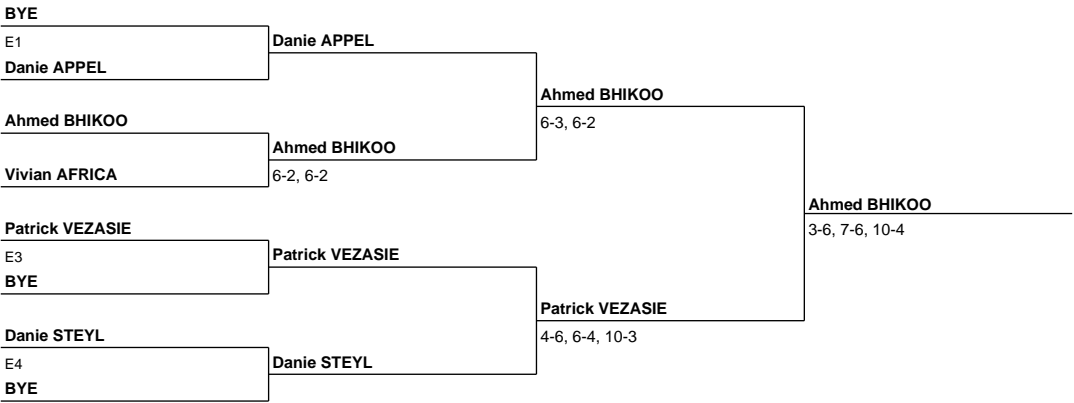 BYE
E1
Danie APPEL
Danie APPEL
Ahmed BHIKOO
6-3, 6-2
Ahmed BHIKOO
Ahmed BHIKOO
6-2, 6-2
Vivian AFRICA
Ahmed BHIKOO
3-6, 7-6, 10-4
Patrick VEZASIE
E3
Patrick VEZASIE
BYE
Patrick VEZASIE
4-6, 6-4, 10-3
Danie STEYL
E4
Danie STEYL
BYE